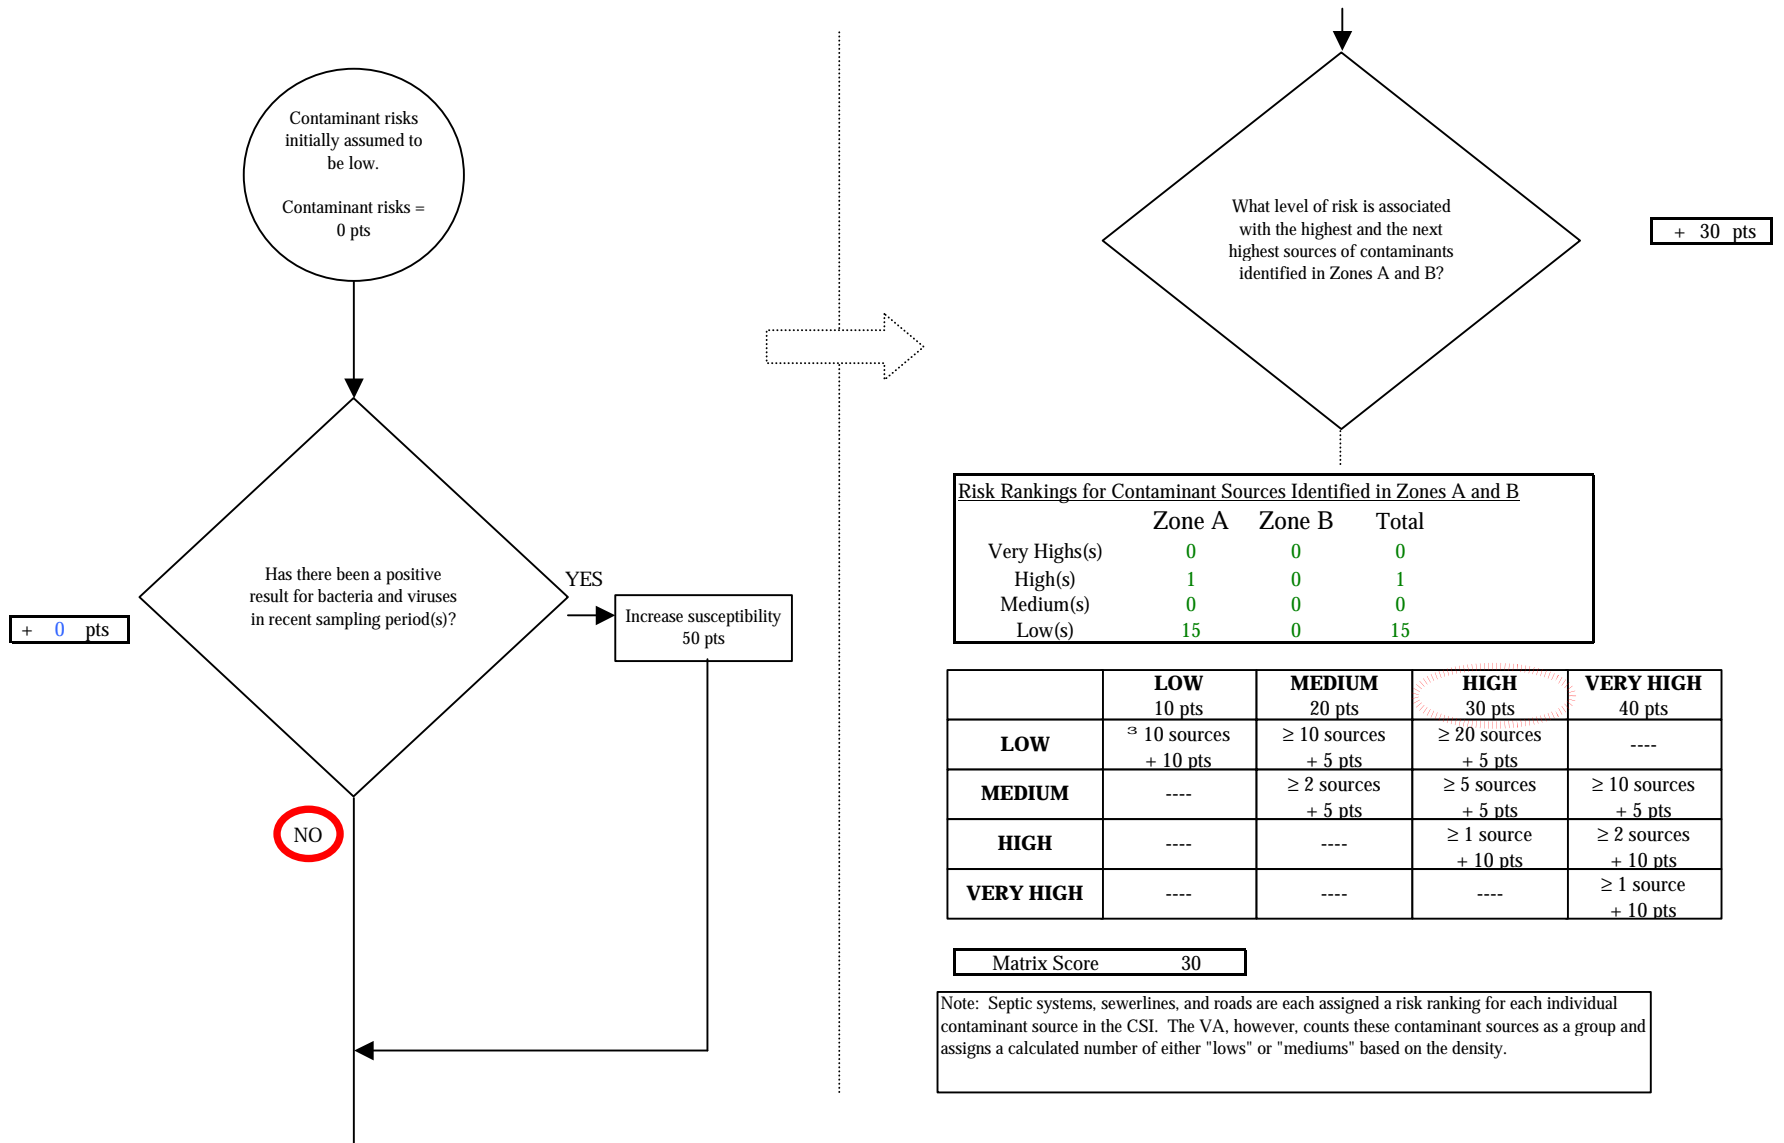 Contaminant risks
initially assumed to
be low.
Contaminant risks =
0 pts
Has there been a positive
result for bacteria and viruses
in recent sampling period(s)?
+ 0 pts
YES
Increase susceptibility
50 pts
NO
What level of risk is associated
with the highest and the next
highest sources of contaminants
identified in Zones A and B?
+ 30 pts
Risk Rankings for Contaminant Sources Identified in Zones A and B
Zone A Zone B Total
Very Highs(s) 0 0 0
High(s) 1 0 1
Medium(s) 0 0 0
Low(s) 15 0 15
LOW MEDIUM HIGH VERY HIGH
10 pts 20 pts 30 pts 40 pts
LOW ³ 10 sources ≥ 10 sources ≥ 20 sources ----
+ 10 pts + 5 pts + 5 pts
MEDIUM ---- ≥ 2 sources ≥ 5 sources ≥ 10 sources
+ 5 pts + 5 pts + 5 pts
HIGH ---- ---- ≥ 1 source ≥ 2 sources
+ 10 pts + 10 pts
VERY HIGH ---- ---- ---- ≥ 1 source
+ 10 pts
Matrix Score 30
Note: Septic systems, sewerlines, and roads are each assigned a risk ranking for each individual
contaminant source in the CSI. The VA, however, counts these contaminant sources as a group and
assigns a calculated number of either "lows" or "mediums" based on the density.